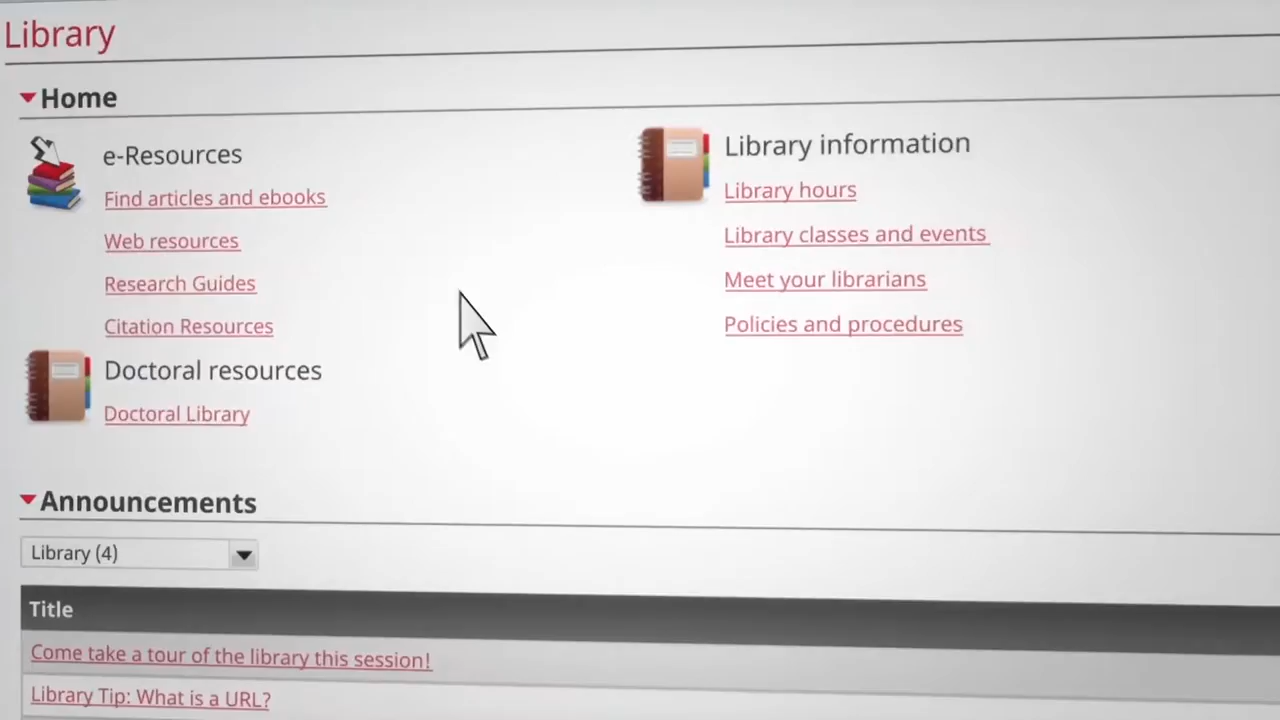 Library
Home
e-Resources
Find articles and ebooks
Web resources
Research Guides
Citation Resources
Doctoral resources
Doctoral Library
Library information
Library hours
Library classes and events
Meet your librarians
Policies and procedures
Announcements
Library (4)
Title
Come take a tour of the library this session!
Library Tip: What is a URL?